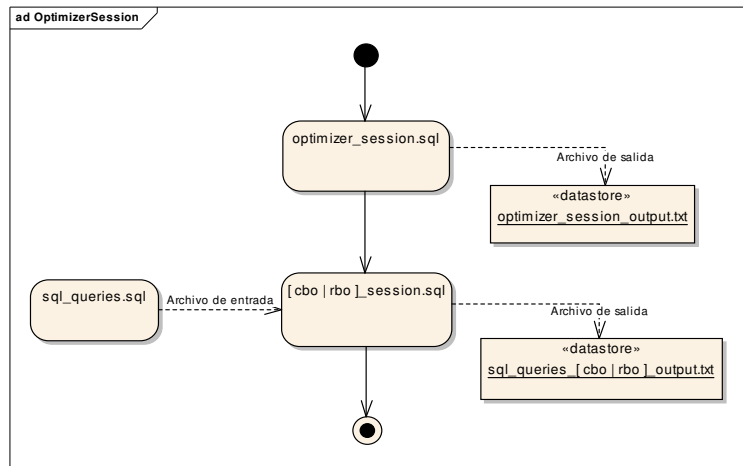 ad OptimizerSession
optimizer_session.sql
Archivo de salida
«datastore»
optimizer_session_output.txt
sql_queries.sql
Archivo de entrada
[ cbo | rbo ]_session.sql
Archivo de salida
«datastore»
sql_queries_[ cbo | rbo ]_output.txt